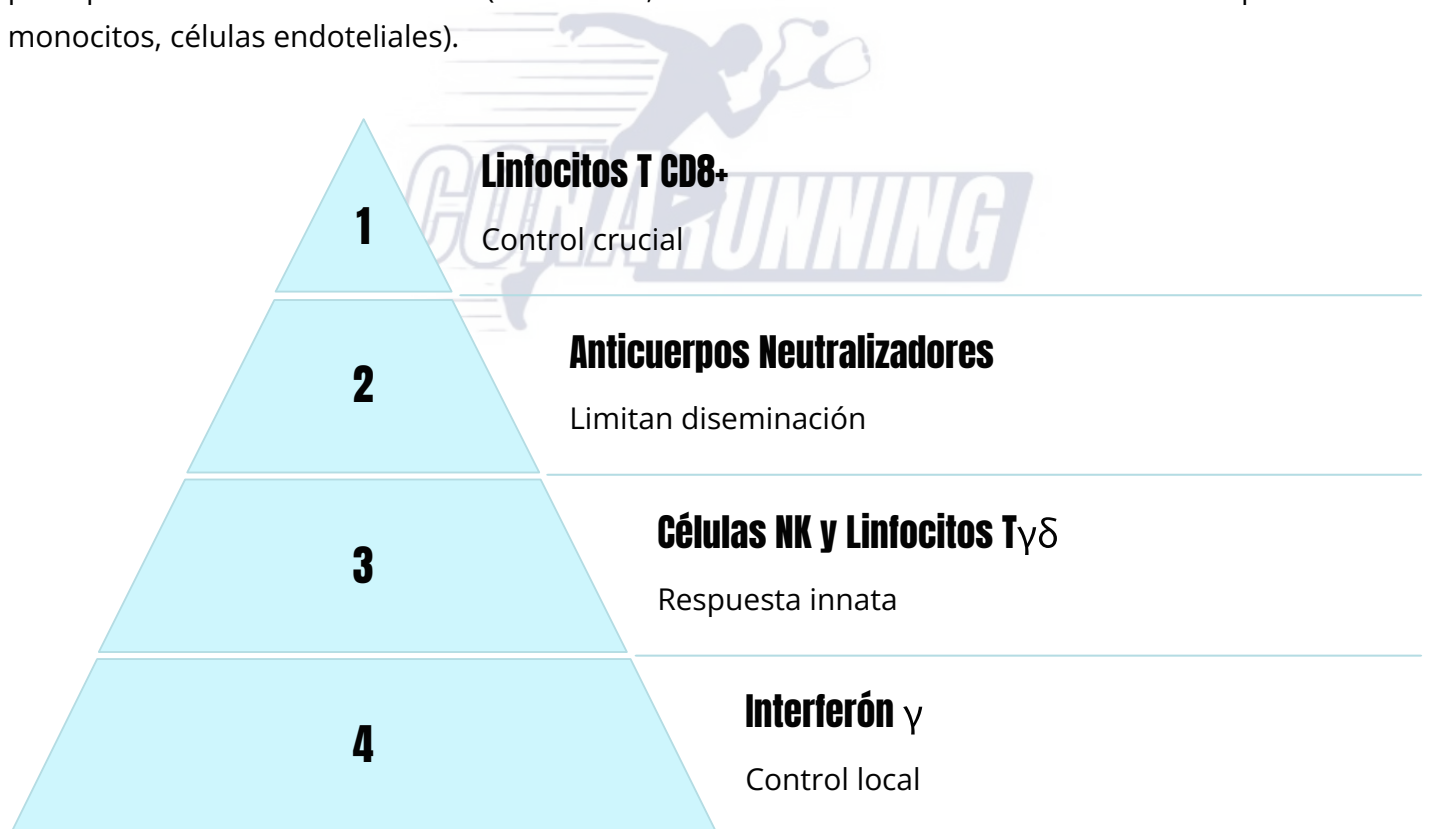 monocitos, células endoteliales).
CONARUNNING
Linfocitos T CD8+
1
Control crucial
Anticuerpos Neutralizadores
2
Limitan diseminación
Células NK y Linfocitos Tγδ
3
Respuesta innata
Interferón γ
4
Control local